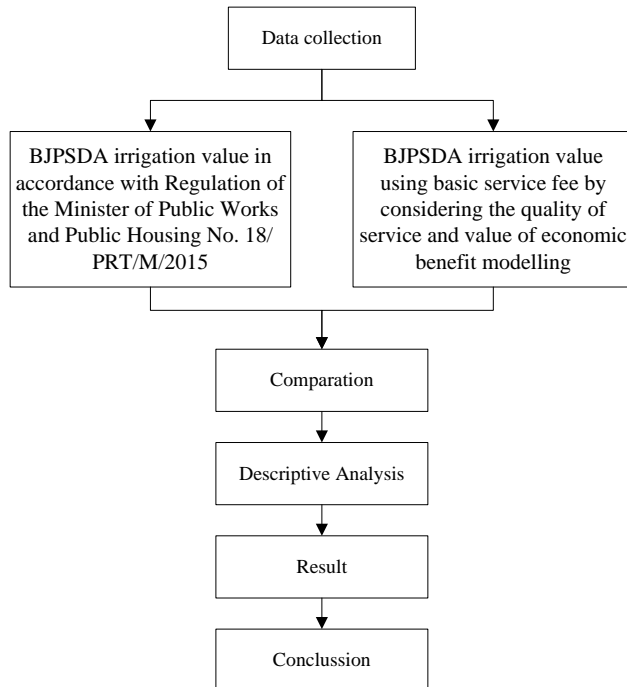 Data collection
BJPSDA irrigation value in
accordance with Regulation of
the Minister of Public Works
and Public Housing No. 18/
PRT/M/2015
BJPSDA irrigation value
using basic service fee by
considering the quality of
service and value of economic
benefit modelling
Comparation
Descriptive Analysis
Result
Conclussion